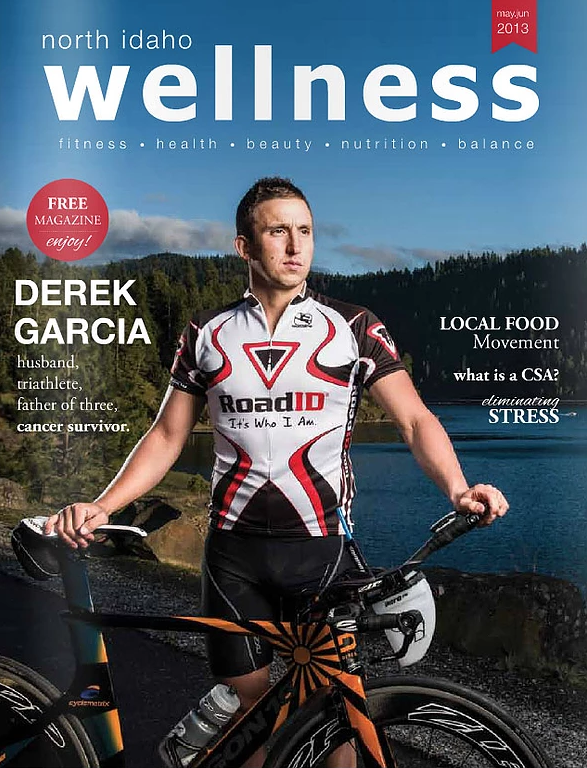 may.jun
2013
north idaho
wellness
fitness • health • beauty • nutrition • balance
FREE
MAGAZINE
enjoy!
DEREK
GARCIA
husband,
triathlete,
father of three,
cancer survivor.
LOCAL FOOD
Movement
what is a CSA?
eliminating
STRESS
RoadID
It's Who I Am.
cyclemetrix